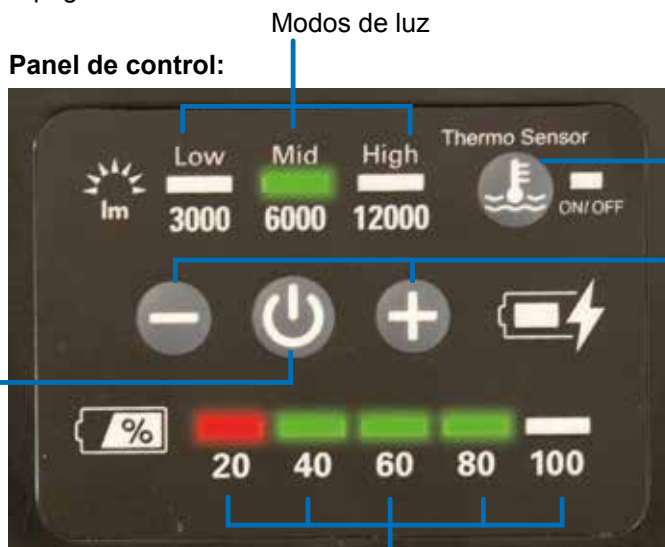 Modos de luz
Panel de control:
Thermo Sensor
Low Mid High
lm 3000 6000 12000
ON/OFF
%
20 40 60 80 100